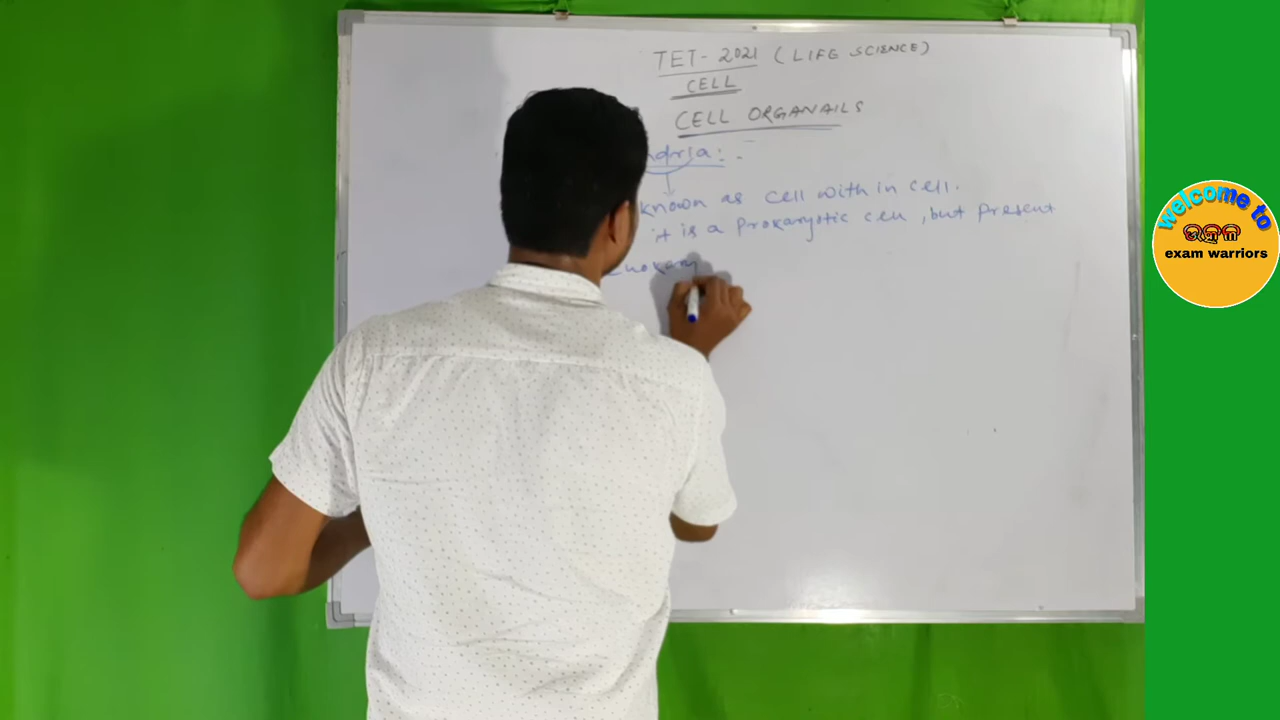 TET- 2021 (LIFE SCIENCE)
CELL
CELL ORGANAILS
ndria: -
known as cell with in cell.
it is a prokaryotic cell, but present
welcome to
exam warriors